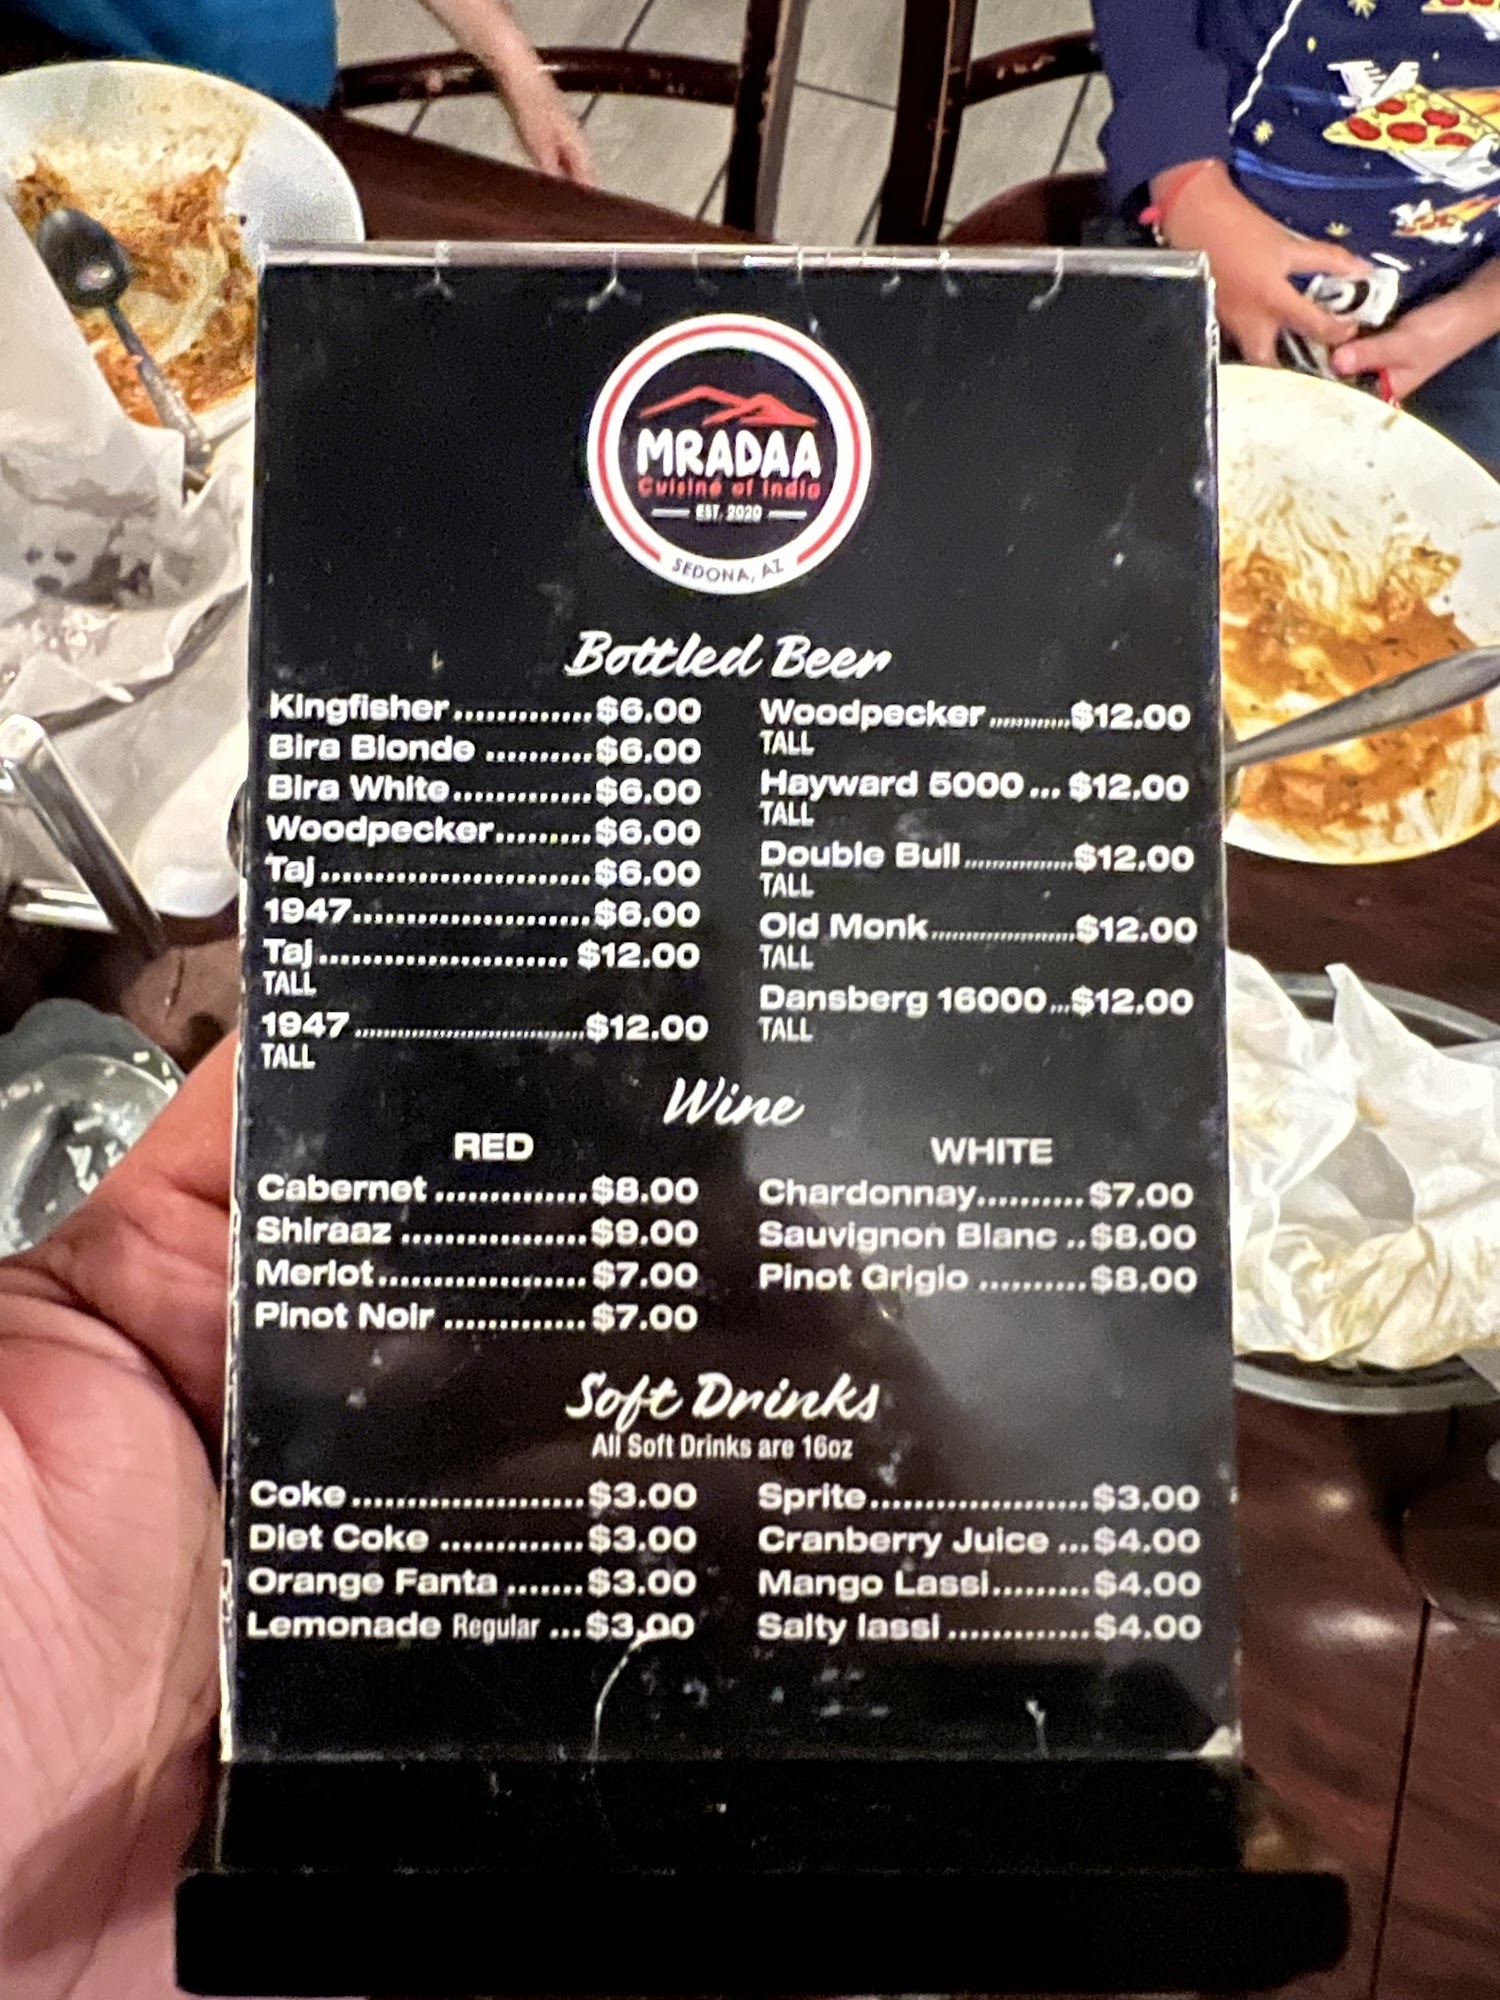 MRADAA
Cuisine of India
EST. 2020
SEDONA, AZ
Bottled Beer
Kingfisher.............$6.00
Bira Blonde ..........$6.00
Bira White.............$6.00
Woodpecker.........$6.00
Taj.........................$6.00
1947......................$6.00
Taj....................... $12.00
TALL
1947.............................$12.00
TALL
Woodpecker............$12.00
TALL
Hayward 5000... $12.00
TALL
Double Bull................$12.00
TALL
Old Monk.....................$12.00
TALL
Dansberg 16000...$12.00
TALL
Wine
RED
Cabernet ..............$8.00
Shiraaz .................$9.00
Merlot...................$7.00
Pinot Noir .............$7.00
WHITE
Chardonnay..........$7.00
Sauvignon Blanc ..$8.00
Pinot Grigio ..........$8.00
Soft Drinks
All Soft Drinks are 16oz
Coke.....................$3.00
Diet Coke .............$3.00
Orange Fanta .......$3.00
Lemonade Regular ...$3.00
Sprite....................$3.00
Cranberry Juice ...$4.00
Mango Lassi.........$4.00
Salty lassi .............$4.00